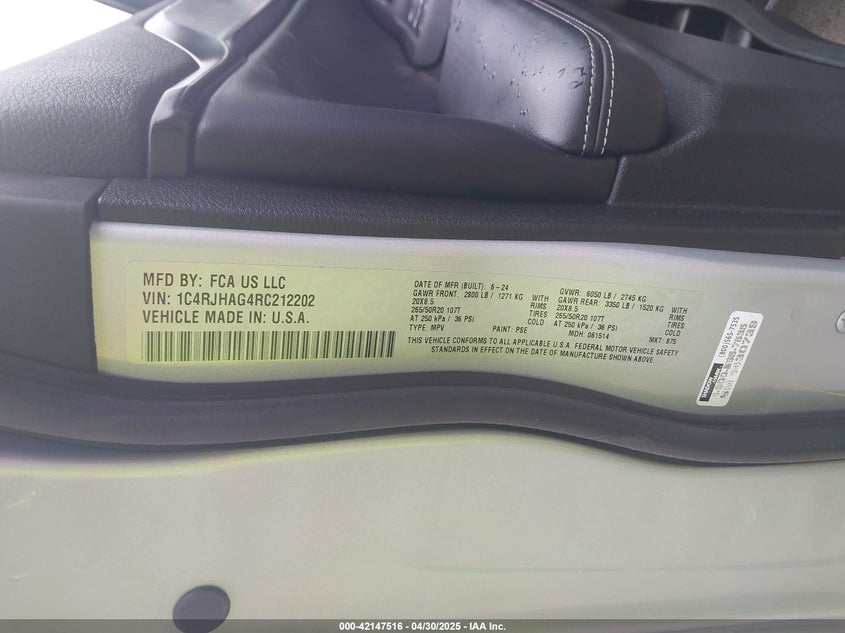 MFD BY: FCA US LLC
VIN: 1C4RJHAG4RC212202
VEHICLE MADE IN: U.S.A.
DATE OF MFR (BUILT): 6-24
GVWR: 6050 LB / 2745 KG
GAWR FRONT: 2800 LB / 1271 KG WITH
GAWR REAR: 3350 LB / 1520 KG WITH
20X8.5 RIMS
20X8.5 RIMS
265/50R20 107T TIRES
265/50R20 107T TIRES
AT 250 kPa / 36 PSI COLD
AT 250 kPa / 36 PSI COLD
TYPE: MPV PAINT: PSE MDH: 061514 MKT: 875
THIS VEHICLE CONFORMS TO ALL APPLICABLE U.S.A. FEDERAL MOTOR VEHICLE SAFETY
STANDARDS IN EFFECT ON THE DATE OF MANUFACTURE SHOWN ABOVE.
(800)565-7535
SHADOW
000-42147516 - 04/30/2025 - IAA Inc.